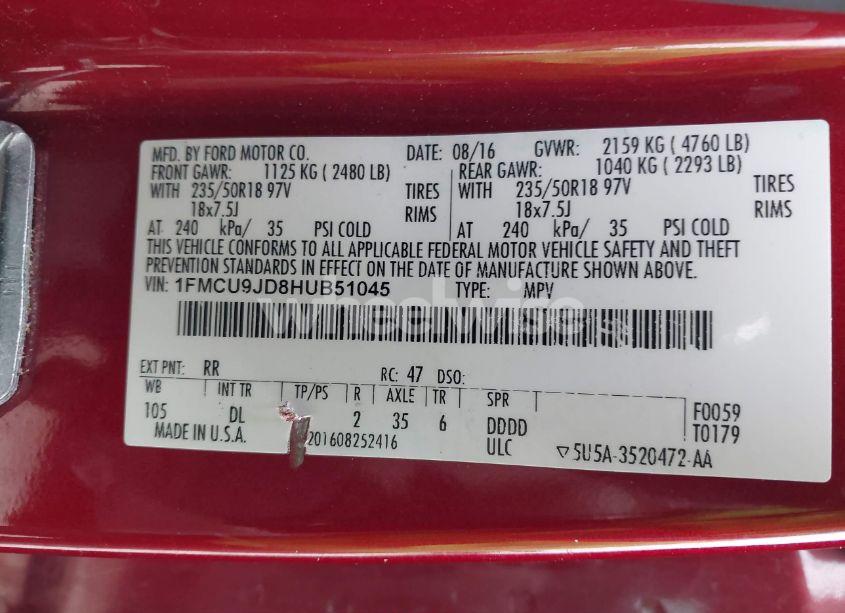 MFD. BY FORD MOTOR CO. DATE: 08/16 GVWR: 2159 KG ( 4760 LB)
FRONT GAWR: 1125 KG ( 2480 LB) REAR GAWR: 1040 KG ( 2293 LB)
WITH 235/50R18 97V TIRES WITH 235/50R18 97V TIRES
18x7.5J RIMS 18x7.5J RIMS
AT 240 kPa/ 35 PSI COLD AT 240 kPa/ 35 PSI COLD
THIS VEHICLE CONFORMS TO ALL APPLICABLE FEDERAL MOTOR VEHICLE SAFETY AND THEFT
PREVENTION STANDARDS IN EFFECT ON THE DATE OF MANUFACTURE SHOWN ABOVE.
VIN: 1FMCU9JD8HUB51045 TYPE: MPV
wheelwise
EXT PNT: RR RC: 47 DSO:
WB INT TR TP/PS R AXLE TR SPR
105 DL 2 35 6 DDDD F0059
MADE IN U.S.A. 201608252416 ULC T0179
5U5A-3520472-AA